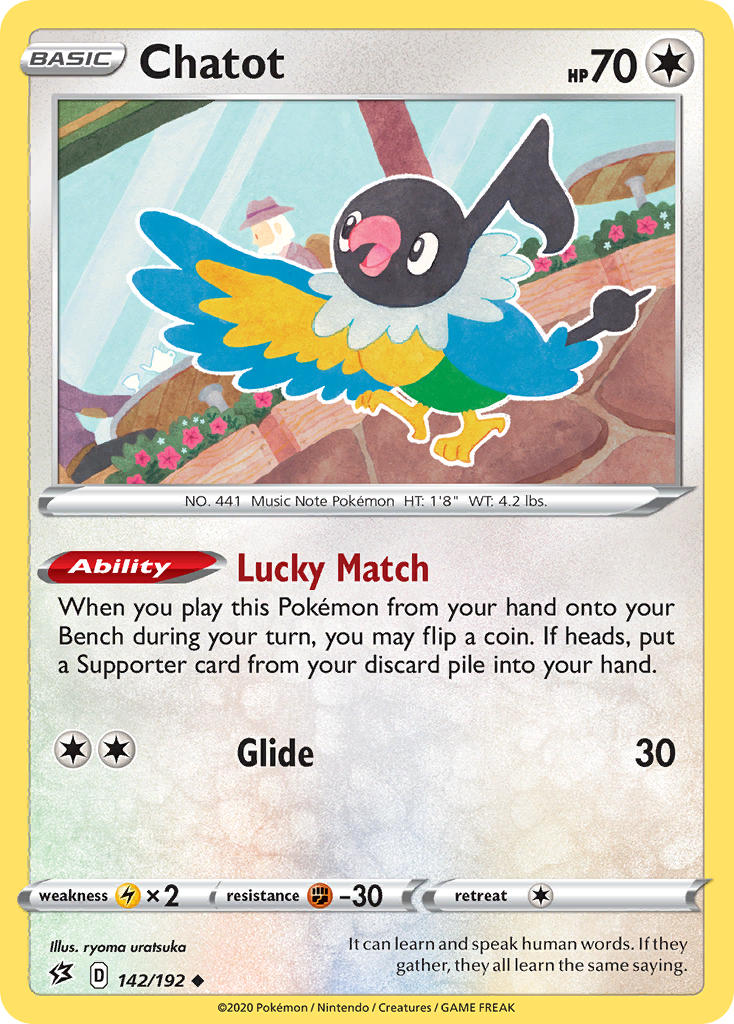 BASIC Chatot HP 70
NO. 441 Music Note Pokémon HT: 1'8" WT: 4.2 lbs.
Ability Lucky Match
When you play this Pokémon from your hand onto your
Bench during your turn, you may flip a coin. If heads, put
a Supporter card from your discard pile into your hand.
Glide 30
weakness ×2 resistance -30 retreat
Illus. ryoma uratsuka
It can learn and speak human words. If they
gather, they all learn the same saying.
D 142/192
©2020 Pokémon / Nintendo / Creatures / GAME FREAK